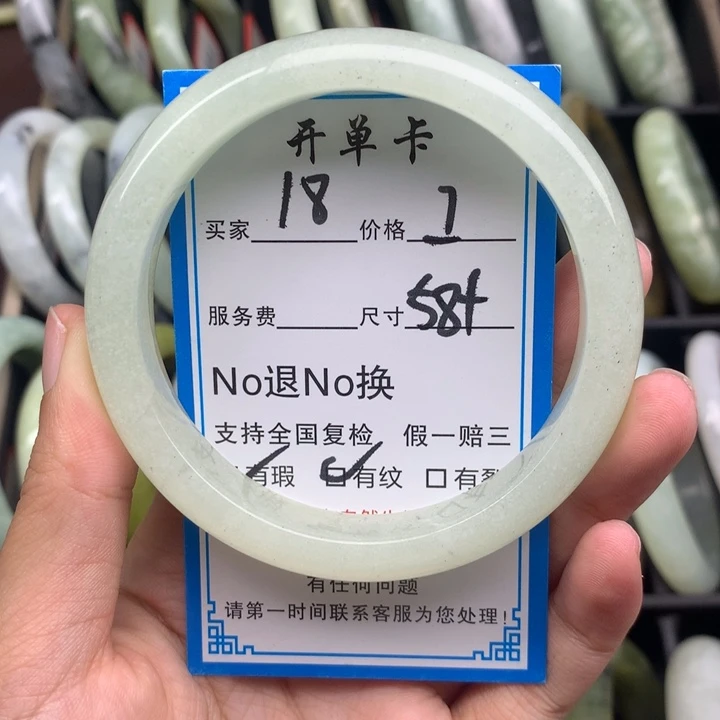 开单卡
买家 18 价格 7
服务费 尺寸 58+
No退No换
支持全国复检 假一赔三
有瑕 有纹 有裂
有任何问题
请第一时间联系客服为您处理!